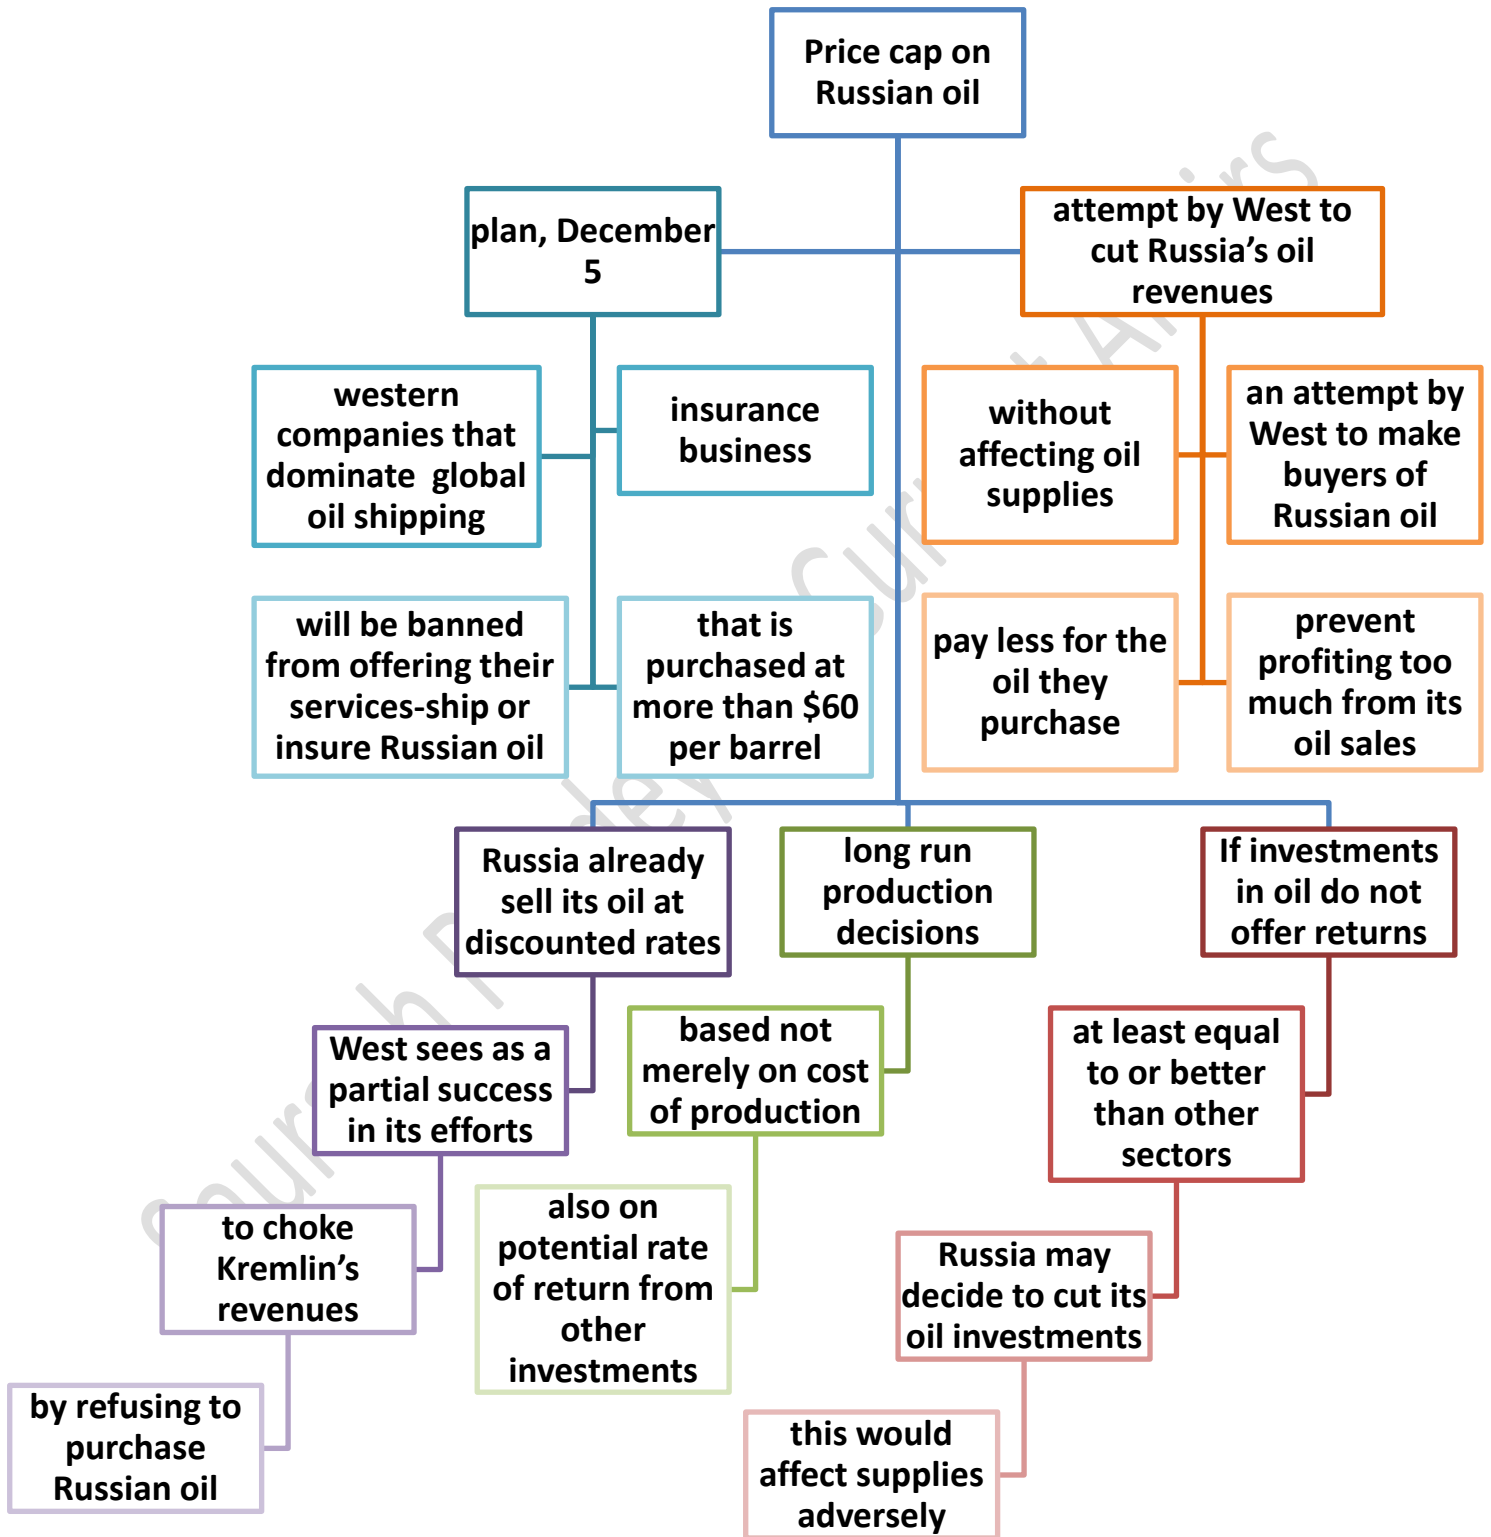 Price cap on
Russian oil
plan, December
5
attempt by West to
cut Russia’s oil
revenues
western
companies that
dominate global
oil shipping
insurance
business
without
affecting oil
supplies
an attempt by
West to make
buyers of
Russian oil
will be banned
from offering their
services-ship or
insure Russian oil
that is
purchased at
more than $60
per barrel
pay less for the
oil they
purchase
prevent
profiting too
much from its
oil sales
Russia already
sell its oil at
discounted rates
long run
production
decisions
If investments
in oil do not
offer returns
West sees as a
partial success
in its efforts
based not
merely on cost
of production
at least equal
to or better
than other
sectors
to choke
Kremlin’s
revenues
also on
potential rate
of return from
other
investments
Russia may
decide to cut its
oil investments
by refusing to
purchase
Russian oil
this would
affect supplies
adversely